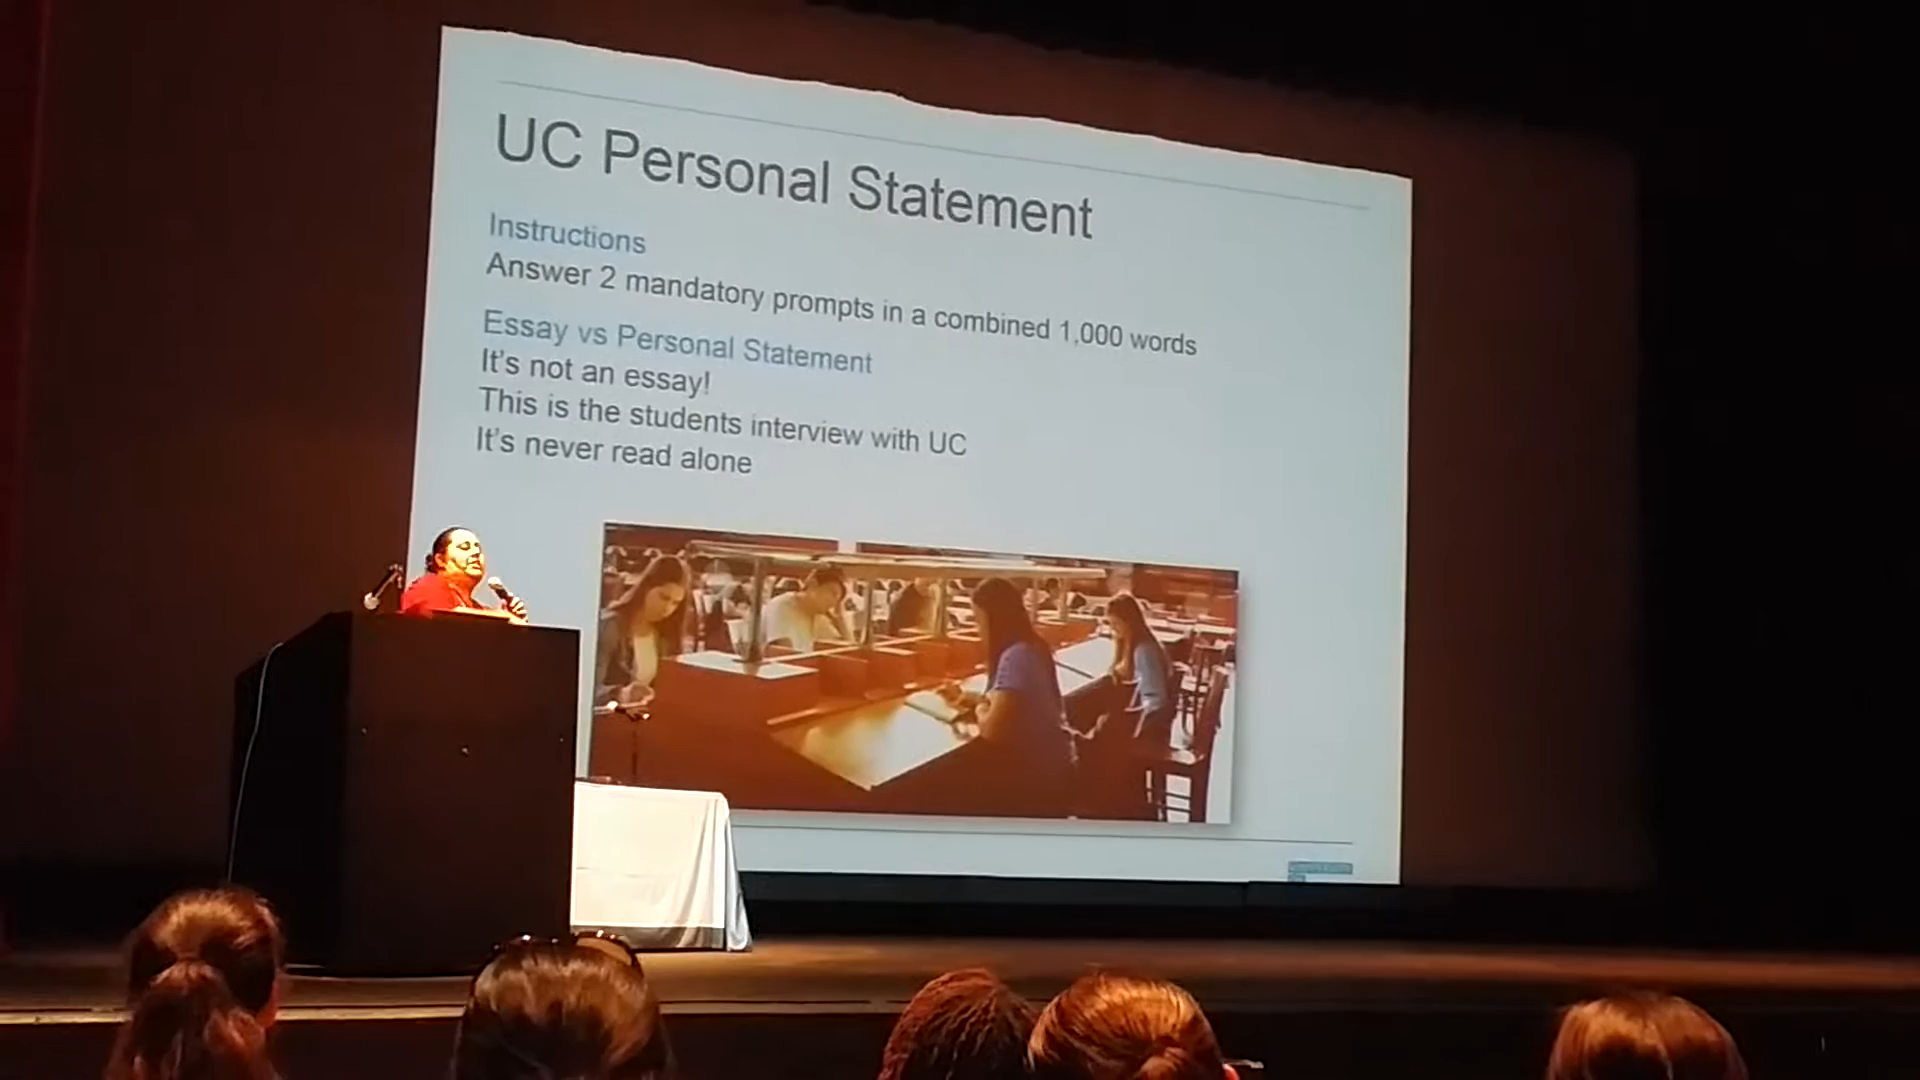 UC Personal Statement
Instructions
Answer 2 mandatory prompts in a combined 1,000 words
Essay vs Personal Statement
It's not an essay!
This is the students interview with UC
It's never read alone